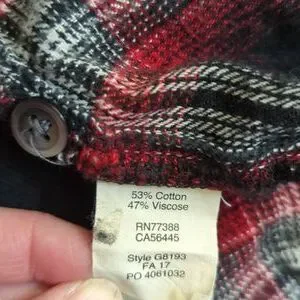 53% Cotton
47% Viscose
RN77388
CA56445
Style G8193
FA 17
PO 4061032